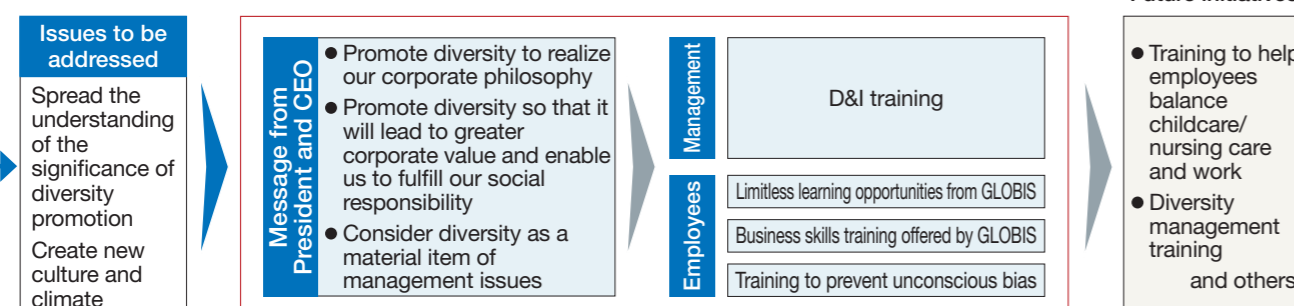 Issues to be
addressed
Spread the
understanding
of the
significance of
diversity
promotion
Create new
culture and
climate
Message from
President and CEO
● Promote diversity to realize
our corporate philosophy
● Promote diversity so that it
will lead to greater
corporate value and enable
us to fulfill our social
responsibility
● Consider diversity as a
material item of
management issues
Management
D&I training
Employees
Limitless learning opportunities from GLOBIS
Business skills training offered by GLOBIS
Training to prevent unconscious bias
● Training to help
employees
balance
childcare/
nursing care
and work
● Diversity
management
training
and others